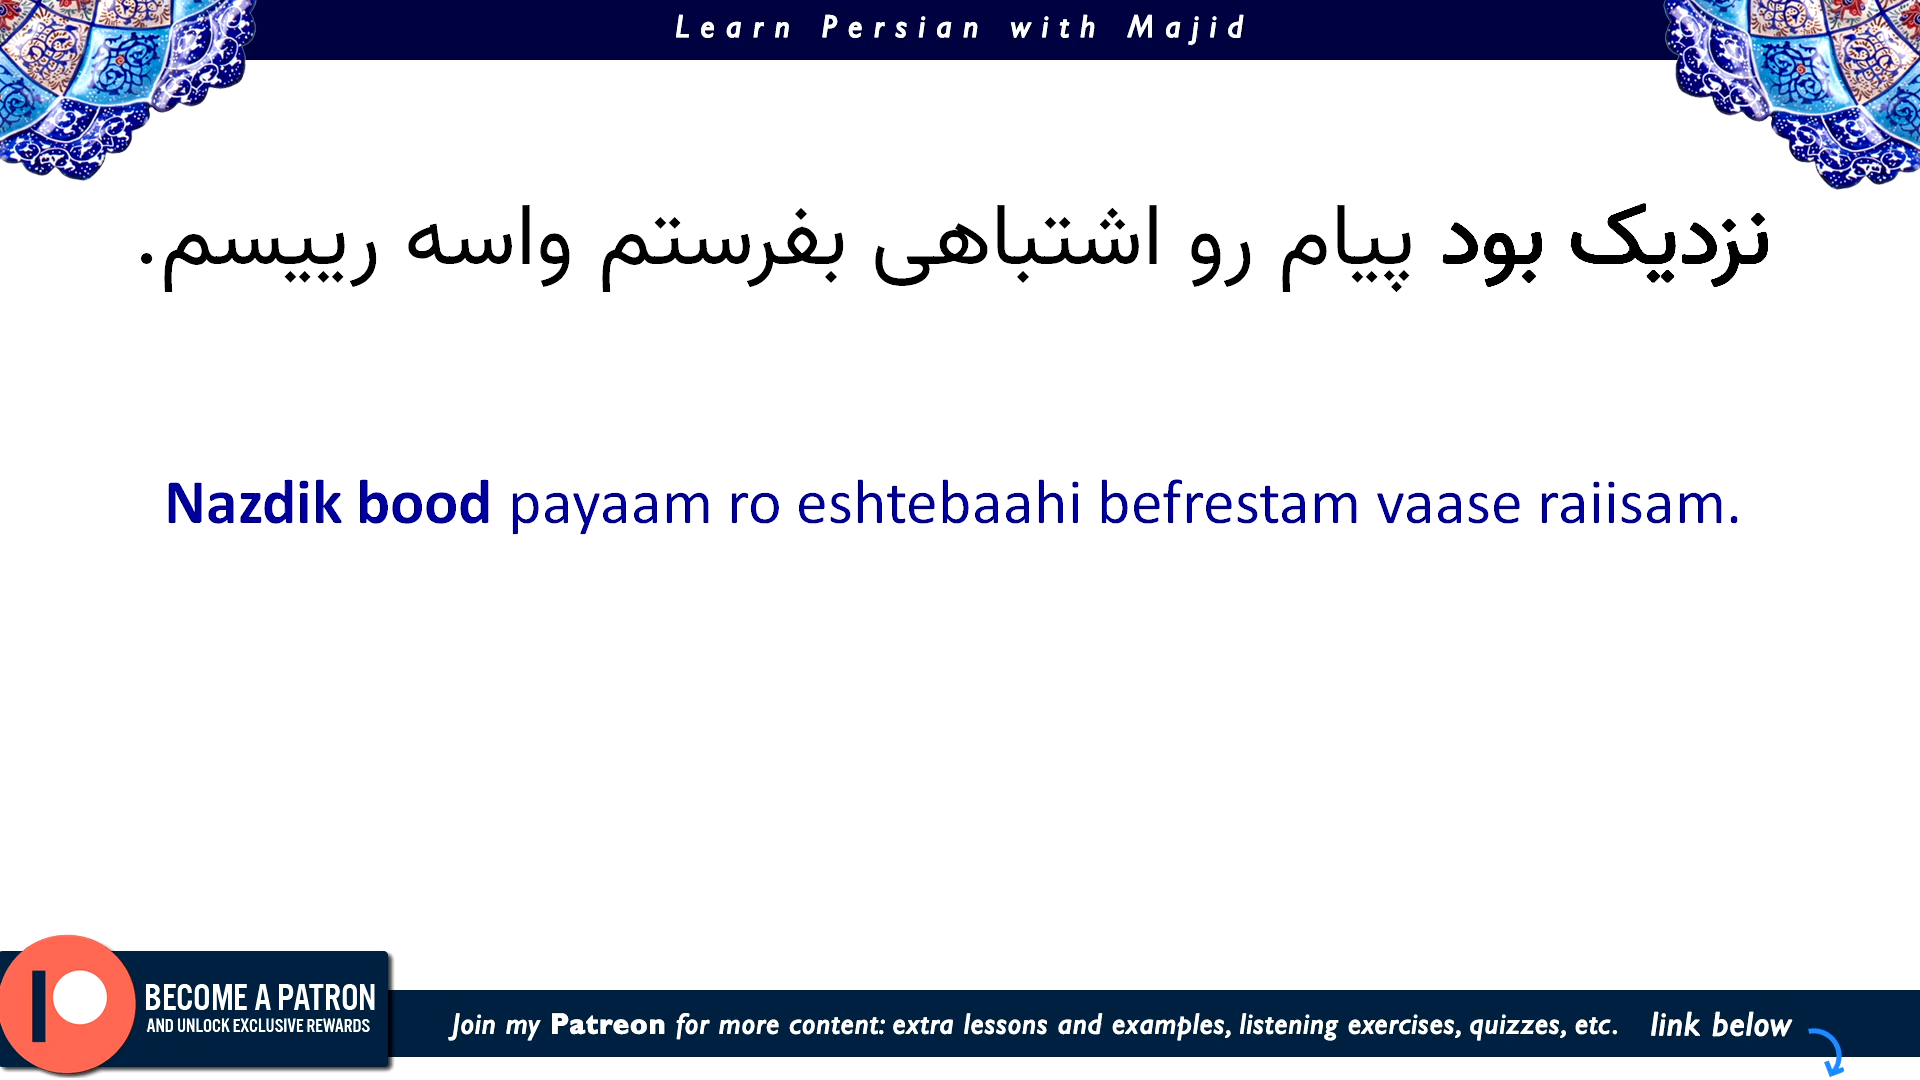 Learn Persian with Majid
نزدیک بود پیام رو اشتباهی بفرستم واسه رییسم.
Nazdik bood payaam ro eshtebaahi befrestam vaase raiisam.
BECOME A PATRON
AND UNLOCK EXCLUSIVE REWARDS
Join my Patreon for more content: extra lessons and examples, listening exercises, quizzes, etc. link below